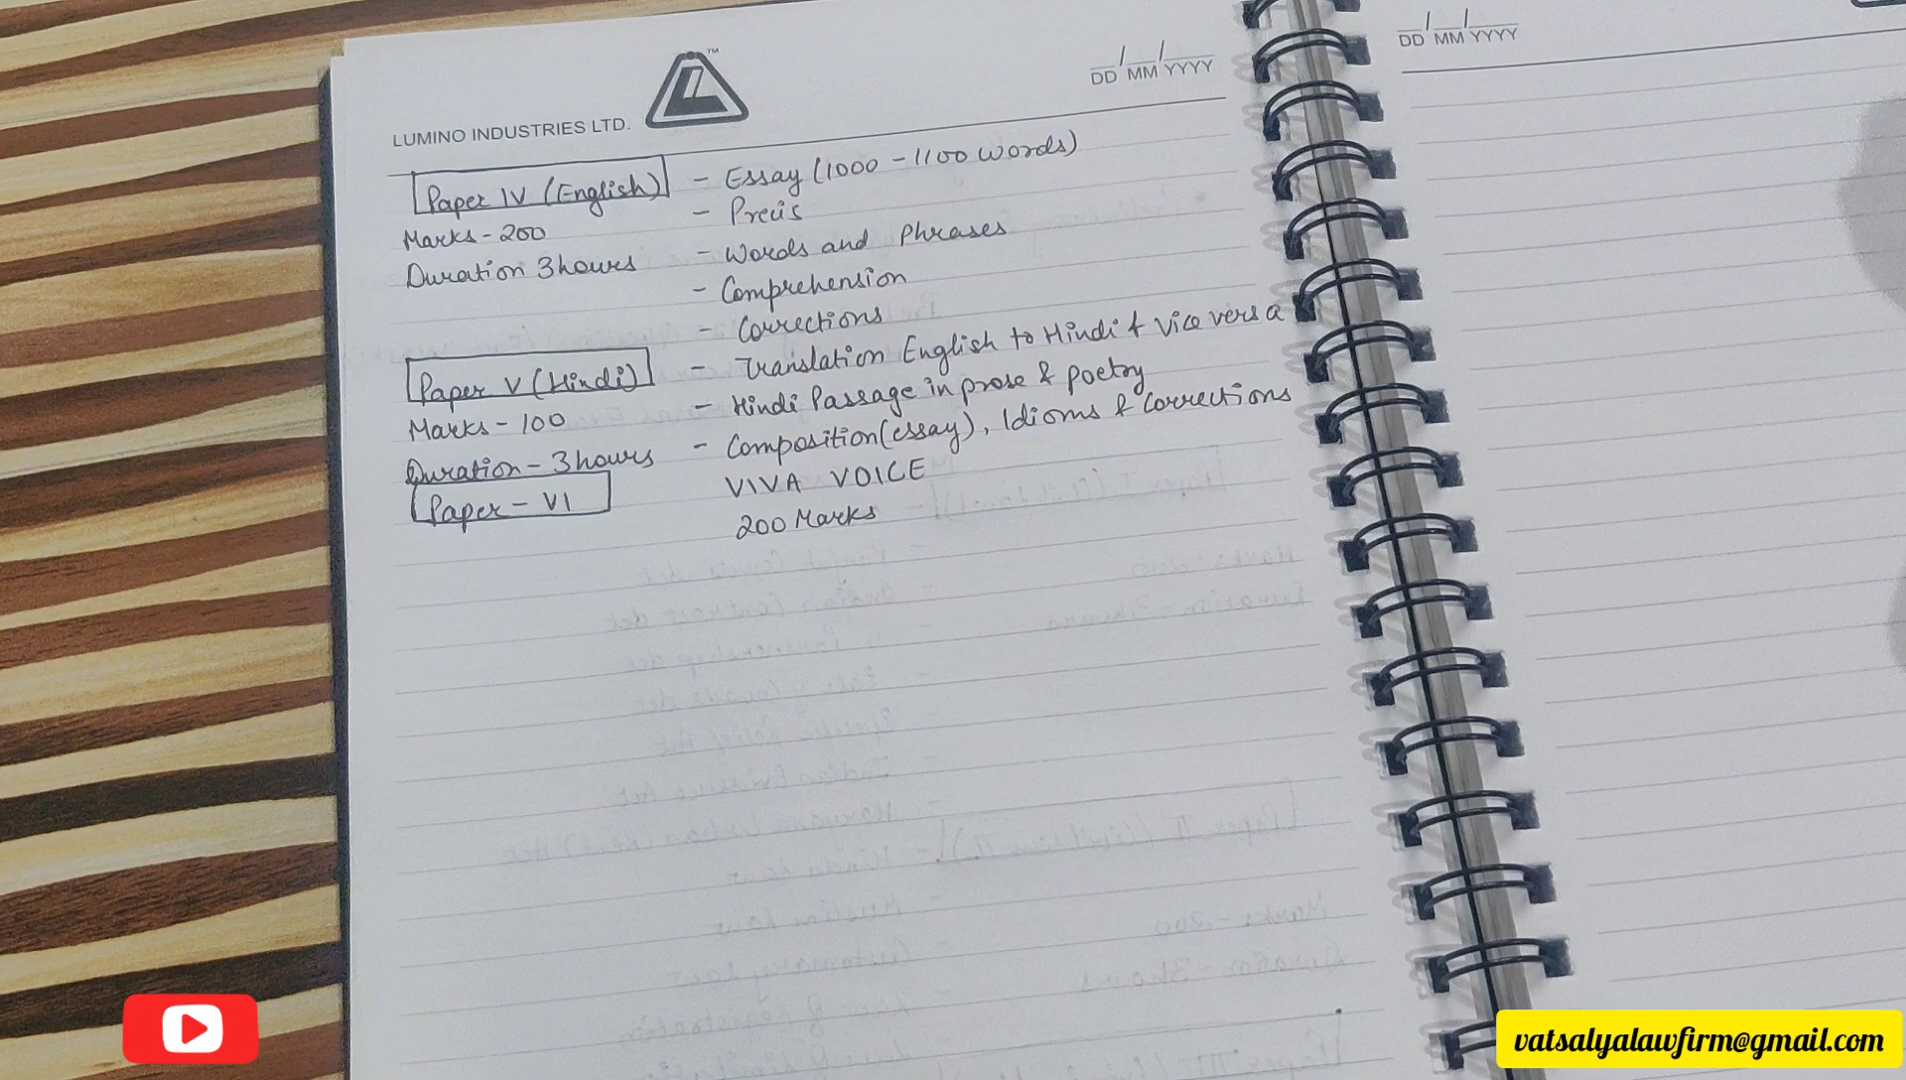 LUMINO INDUSTRIES LTD.
TM
DD MM YYYY
DD MM YYYY
Paper IV (English) - Essay (1000 - 1100 words)
Marks - 200 - Precis
Duration 3 hours - Words and Phrases
- Comprehension
- Corrections
Paper V (Hindi) - Translation English to Hindi & Vice versa
Marks - 100 - Hindi Passage in prose & poetry
Duration - 3 hours - Composition (essay), Idioms & Corrections
Paper - VI VIVA VOICE
200 Marks
vatsalyalawfirm@gmail.com